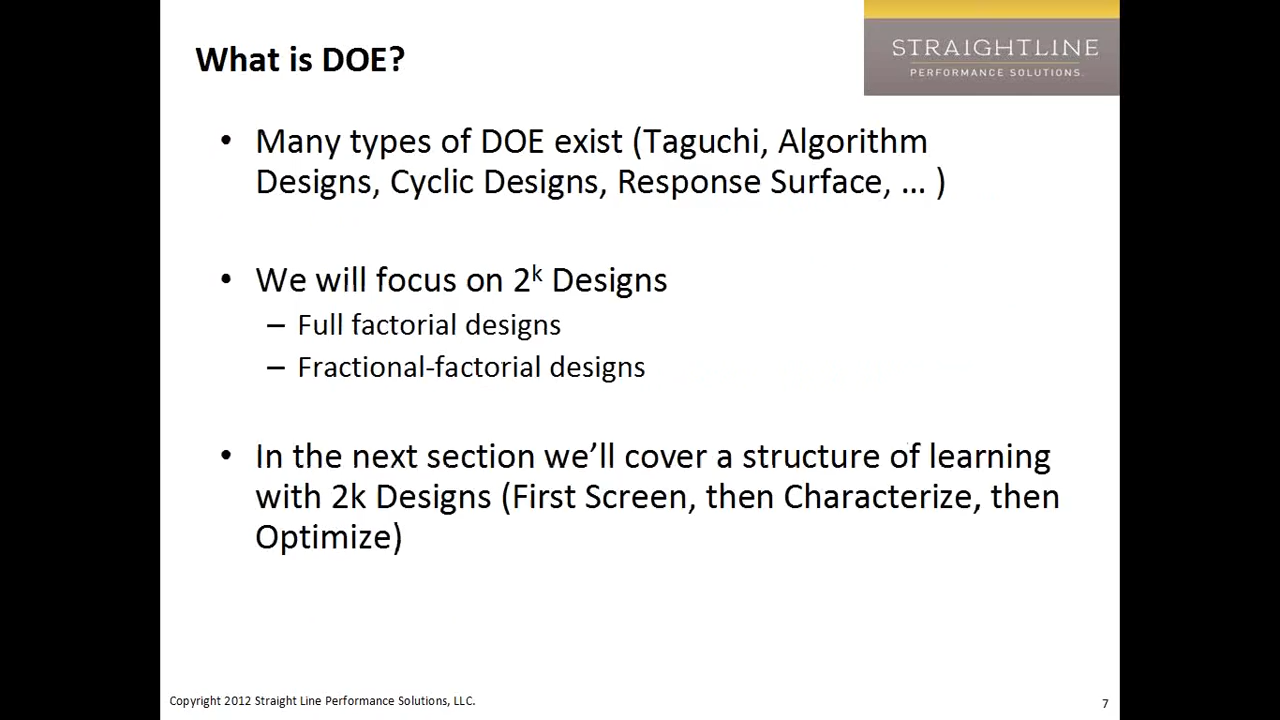 What is DOE?
STRAIGHTLINE
PERFORMANCE SOLUTIONS.
• Many types of DOE exist (Taguchi, Algorithm
Designs, Cyclic Designs, Response Surface, … )
• We will focus on 2ᵏ Designs
– Full factorial designs
– Fractional-factorial designs
• In the next section we’ll cover a structure of learning
with 2k Designs (First Screen, then Characterize, then
Optimize)
Copyright 2012 Straight Line Performance Solutions, LLC.
7